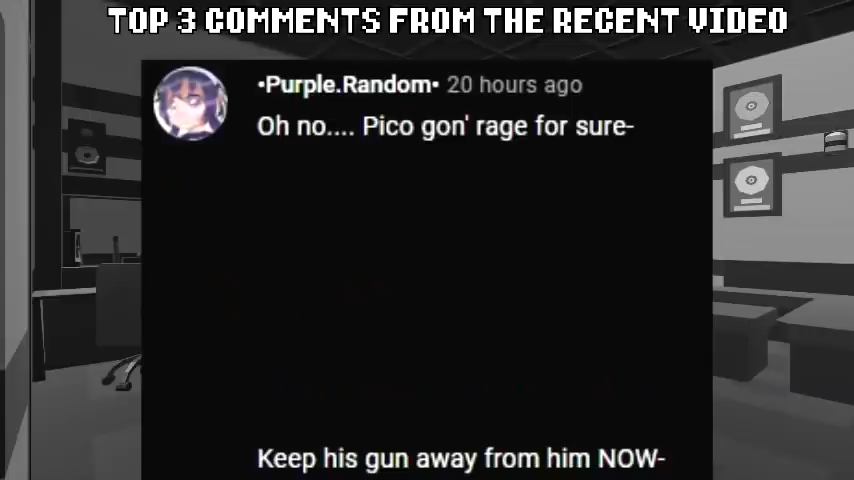 TOP 3 COMMENTS FROM THE RECENT VIDEO
•Purple.Random• 20 hours ago
Oh no.... Pico gon' rage for sure-
Keep his gun away from him NOW-